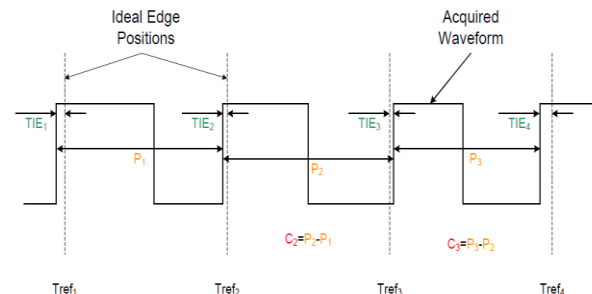 Ideal Edge
Positions
Acquired
Waveform
TIE₁
TIE₂
TIE₃
TIE₄
P₁
P₂
P₃
C₂=P₂-P₁
C₃=P₃-P₂
Tref₁
Tref₂
Tref₃
Tref₄